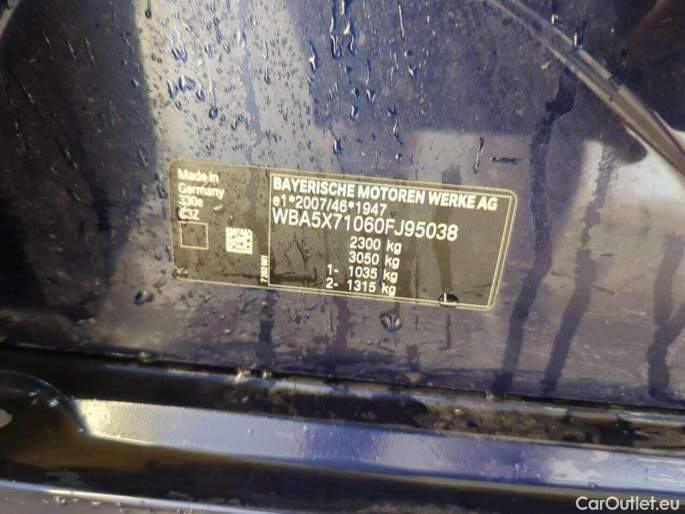 Made in
Germany
330e
C3Z
BAYERISCHE MOTOREN WERKE AG
e1*2007/46*1947
WBA5X71060FJ95038
2300 kg
3050 kg
1- 1035 kg
2- 1315 kg
CarOutlet.eu